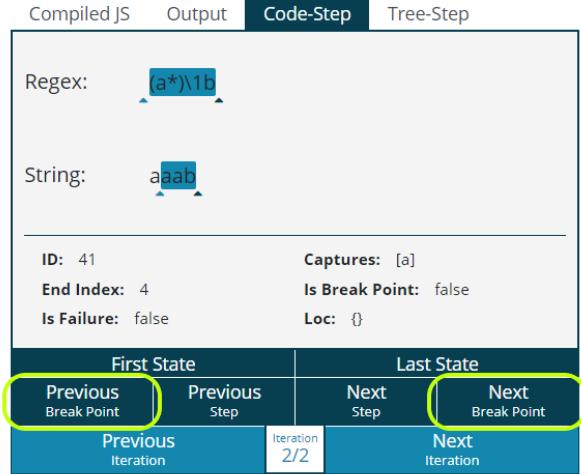 Compiled JS Output Code-Step Tree-Step
Regex: (a*)\1b
String: aaab
ID: 41 Captures: [a]
End Index: 4 Is Break Point: false
Is Failure: false Loc: {}
First State Last State
Previous Previous Next Next
Break Point Step Step Break Point
Previous Iteration Next
Iteration 2/2 Iteration